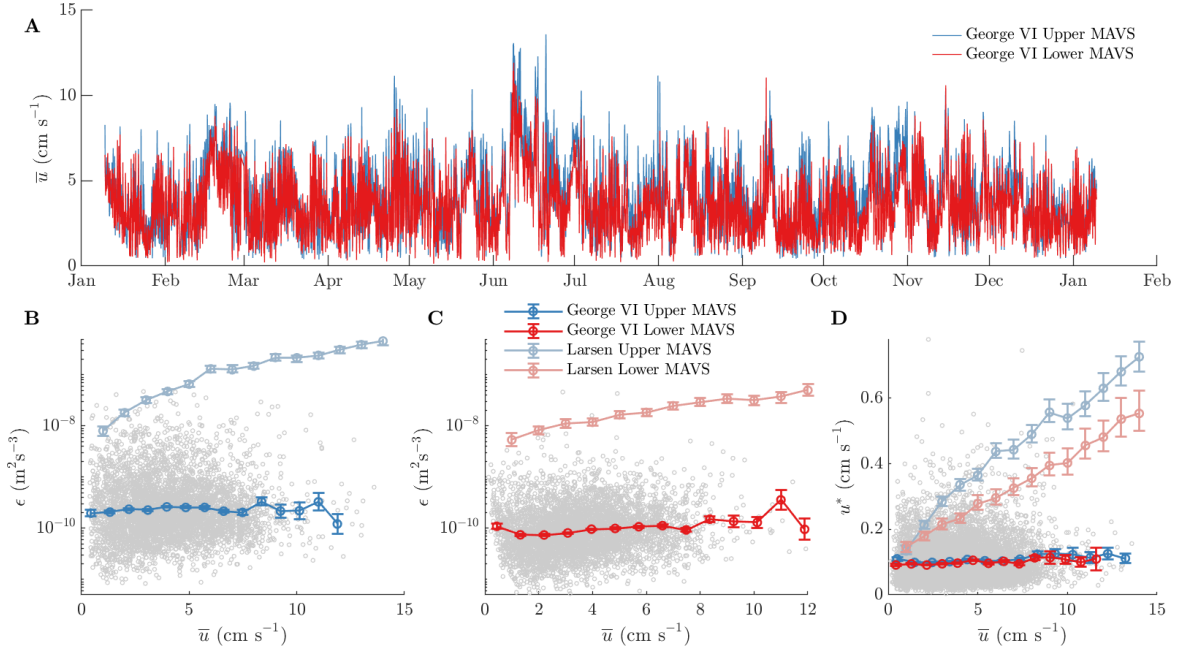 A
15
10
5
0
u̅ (cm s⁻¹)
George VI Upper MAVS
George VI Lower MAVS
Jan Feb Mar Apr May Jun Jul Aug Sep Oct Nov Dec Jan Feb
B
ϵ (m²s⁻³)
10⁻⁸
10⁻¹⁰
0 5 10 15
u̅ (cm s⁻¹)
C
George VI Upper MAVS
George VI Lower MAVS
Larsen Upper MAVS
Larsen Lower MAVS
ϵ (m²s⁻³)
10⁻⁸
10⁻¹⁰
0 2 4 6 8 10 12
u̅ (cm s⁻¹)
D
u* (cm s⁻¹)
0.6
0.4
0.2
0
0 5 10 15
u̅ (cm s⁻¹)